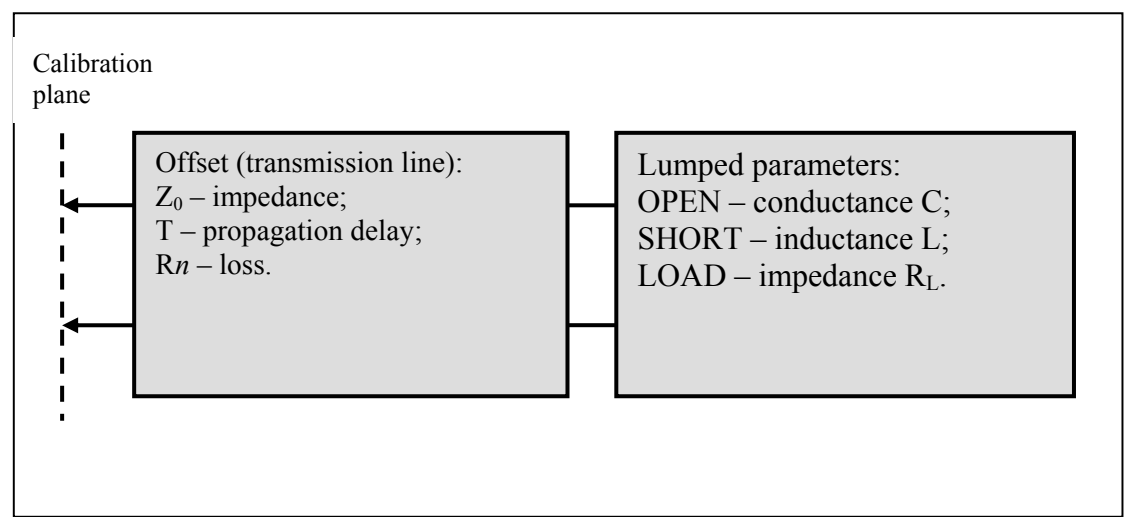 Calibration
plane
Offset (transmission line):
Z₀ – impedance;
T – propagation delay;
Rn – loss.
Lumped parameters:
OPEN – conductance C;
SHORT – inductance L;
LOAD – impedance R_L.